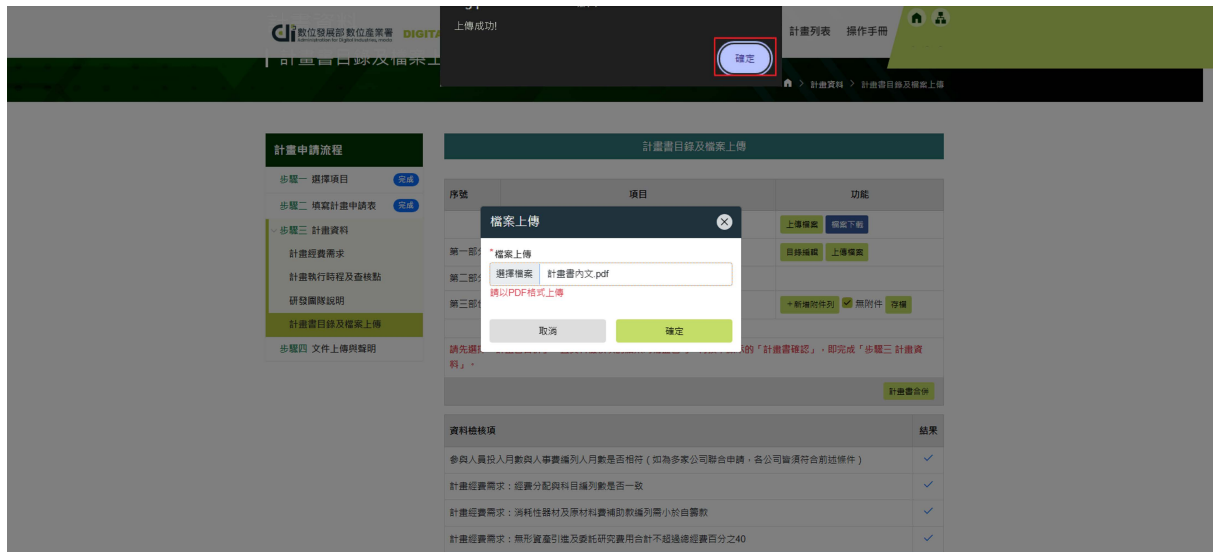 上傳成功!
確定
數位發展部數位產業署
Administration for Digital Industries, moda
DIGITA
計畫列表 操作手冊
計畫書目錄及檔案上
計畫資料 > 計畫書目錄及檔案上傳
計畫申請流程
步驟一 選擇項目 完成
步驟二 填寫計畫申請表 完成
步驟三 計畫資料
計畫經費需求
計畫執行時程及查核點
研發團隊說明
計畫書目錄及檔案上傳
步驟四 文件上傳與聲明
計畫書目錄及檔案上傳
序號 項目 功能
上傳檔案 檔案下載
第一部 目錄編輯 上傳檔案
第二部
第三部 +新增附件列 無附件 存檔
檔案上傳
*檔案上傳
選擇檔案 計畫書內文.pdf
請以PDF格式上傳
取消 確定
請先選 的「計畫書確認」，即完成「步驟三 計畫資
料」。
計畫書合併
資料檢核項 結果
參與人員投入月數與人事費編列人月數是否相符（如為多家公司聯合申請，各公司皆須符合前述條件）
計畫經費需求：經費分配與科目編列數是否一致
計畫經費需求：消耗性器材及原材料費補助款編列需小於自籌款
計畫經費需求：無形資產引進及委託研究費用合計不超過總經費百分之40